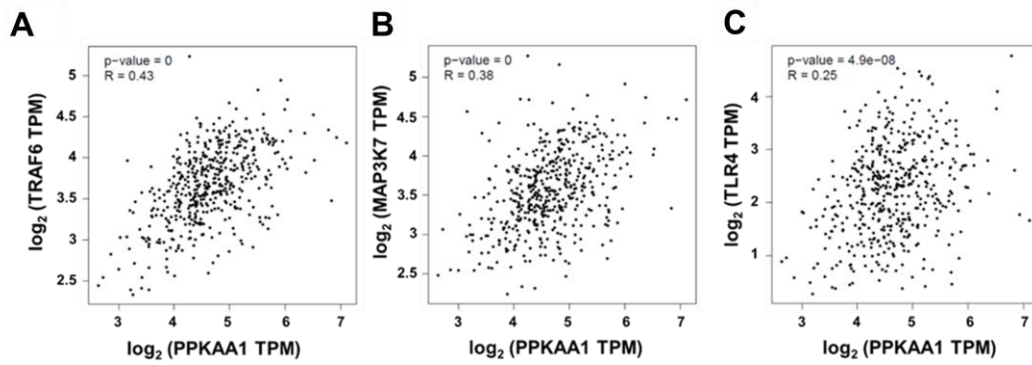 A
p-value = 0
R = 0.43
log₂ (TRAF6 TPM)
5
4.5
4
3.5
3
2.5
3 4 5 6 7
log₂ (PPKAA1 TPM)
B
p-value = 0
R = 0.38
log₂ (MAP3K7 TPM)
5
4.5
4
3.5
3
2.5
3 4 5 6 7
log₂ (PPKAA1 TPM)
C
p-value = 4.9e−08
R = 0.25
log₂ (TLR4 TPM)
4
3
2
1
3 4 5 6 7
log₂ (PPKAA1 TPM)